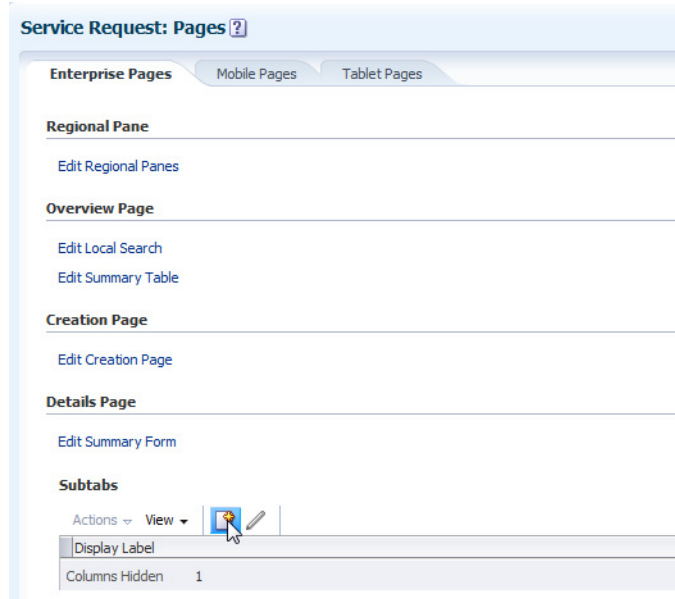 Service Request: Pages ?
Enterprise Pages Mobile Pages Tablet Pages
Regional Pane
Edit Regional Panes
Overview Page
Edit Local Search
Edit Summary Table
Creation Page
Edit Creation Page
Details Page
Edit Summary Form
Subtabs
Actions View
Display Label
Columns Hidden 1